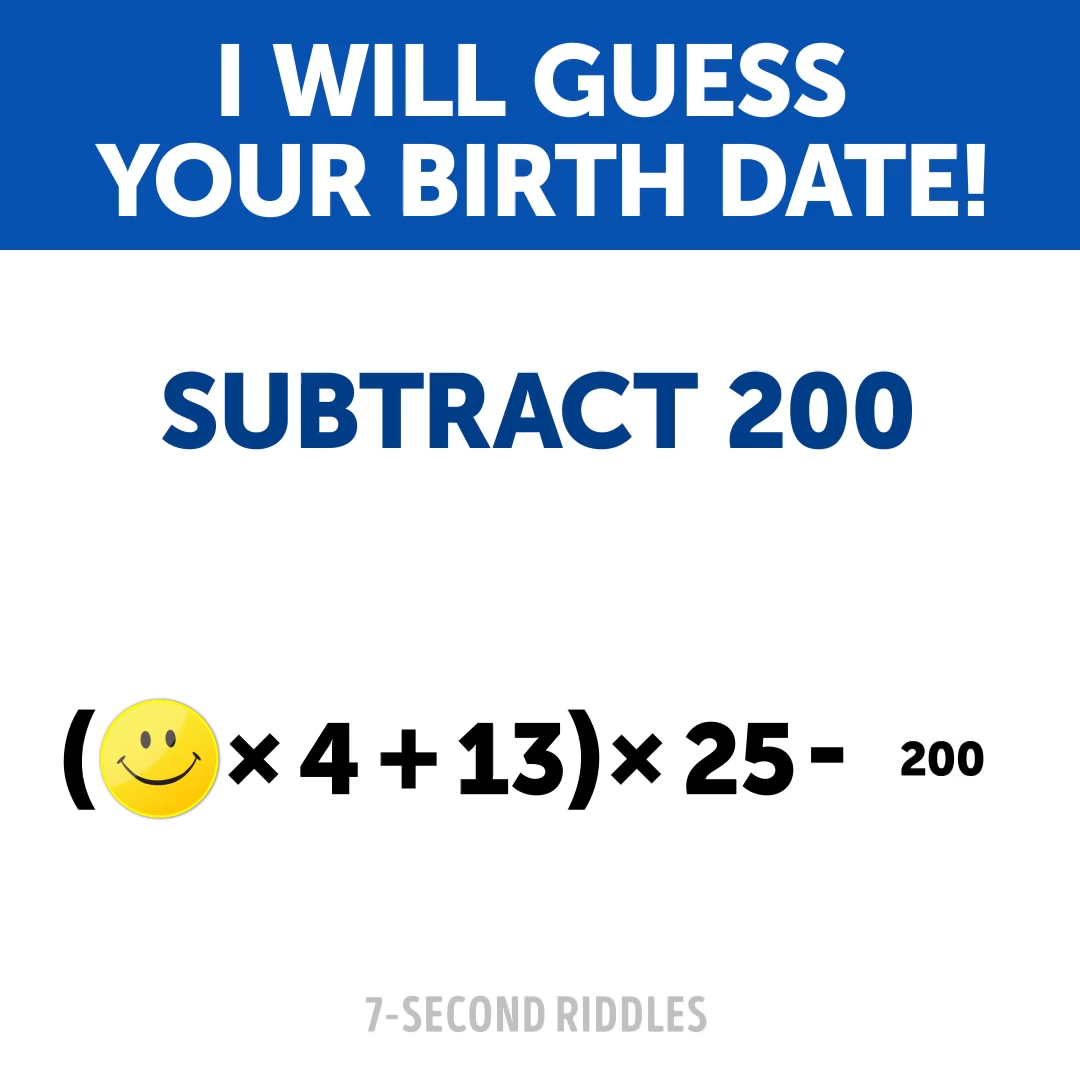 I WILL GUESS
YOUR BIRTH DATE!
SUBTRACT 200
( × 4 + 13) × 25 - 200
7-SECOND RIDDLES